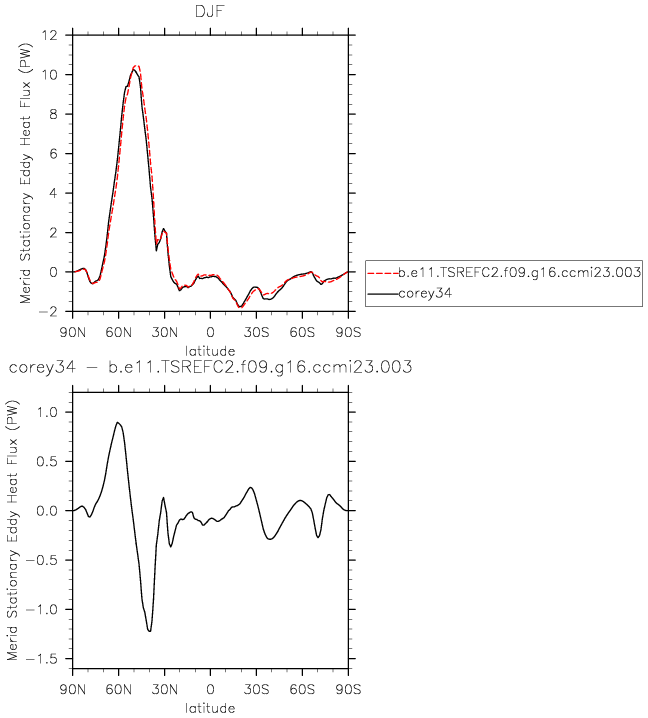 DJF
Merid Stationary Eddy Heat Flux (PW)
12
10
8
6
4
2
0
−2
90N 60N 30N 0 30S 60S 90S
latitude
b.e11.TSREFC2.f09.g16.ccmi23.003
corey34
corey34 − b.e11.TSREFC2.f09.g16.ccmi23.003
Merid Stationary Eddy Heat Flux (PW)
1.0
0.5
0.0
−0.5
−1.0
−1.5
90N 60N 30N 0 30S 60S 90S
latitude